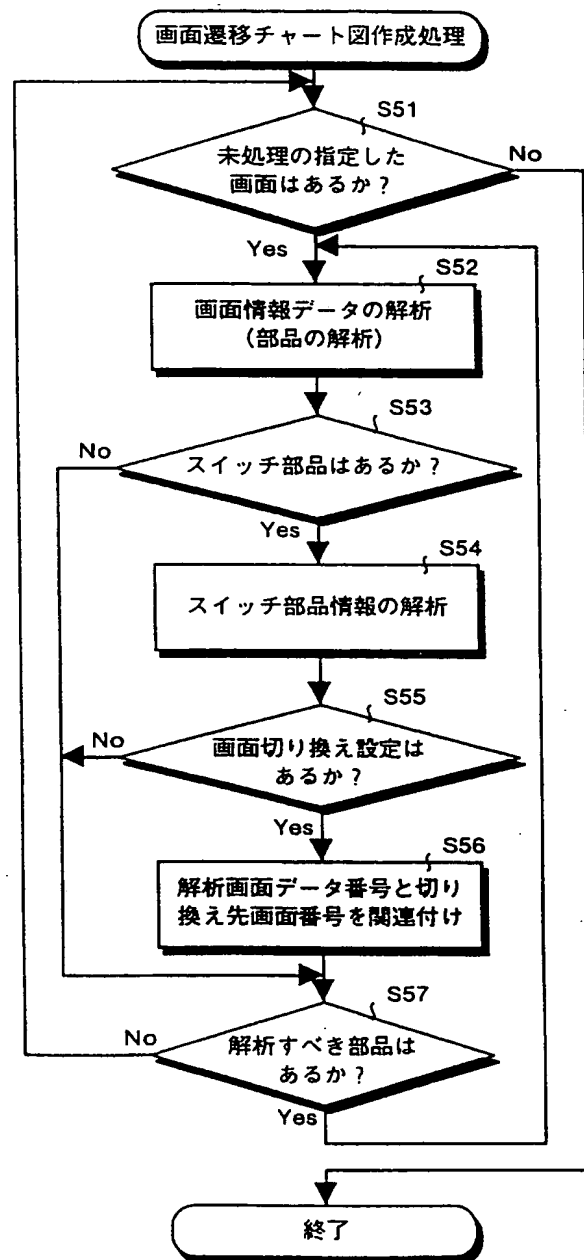 画面遷移チャート図作成処理
S51
未処理の指定した
画面はあるか？
No
Yes
S52
画面情報データの解析
（部品の解析）
S53
No
スイッチ部品はあるか？
Yes
S54
スイッチ部品情報の解析
S55
No
画面切り換え設定は
あるか？
Yes
S56
解析画面データ番号と切り
換え先画面番号を関連付け
S57
No
解析すべき部品は
あるか？
Yes
終了